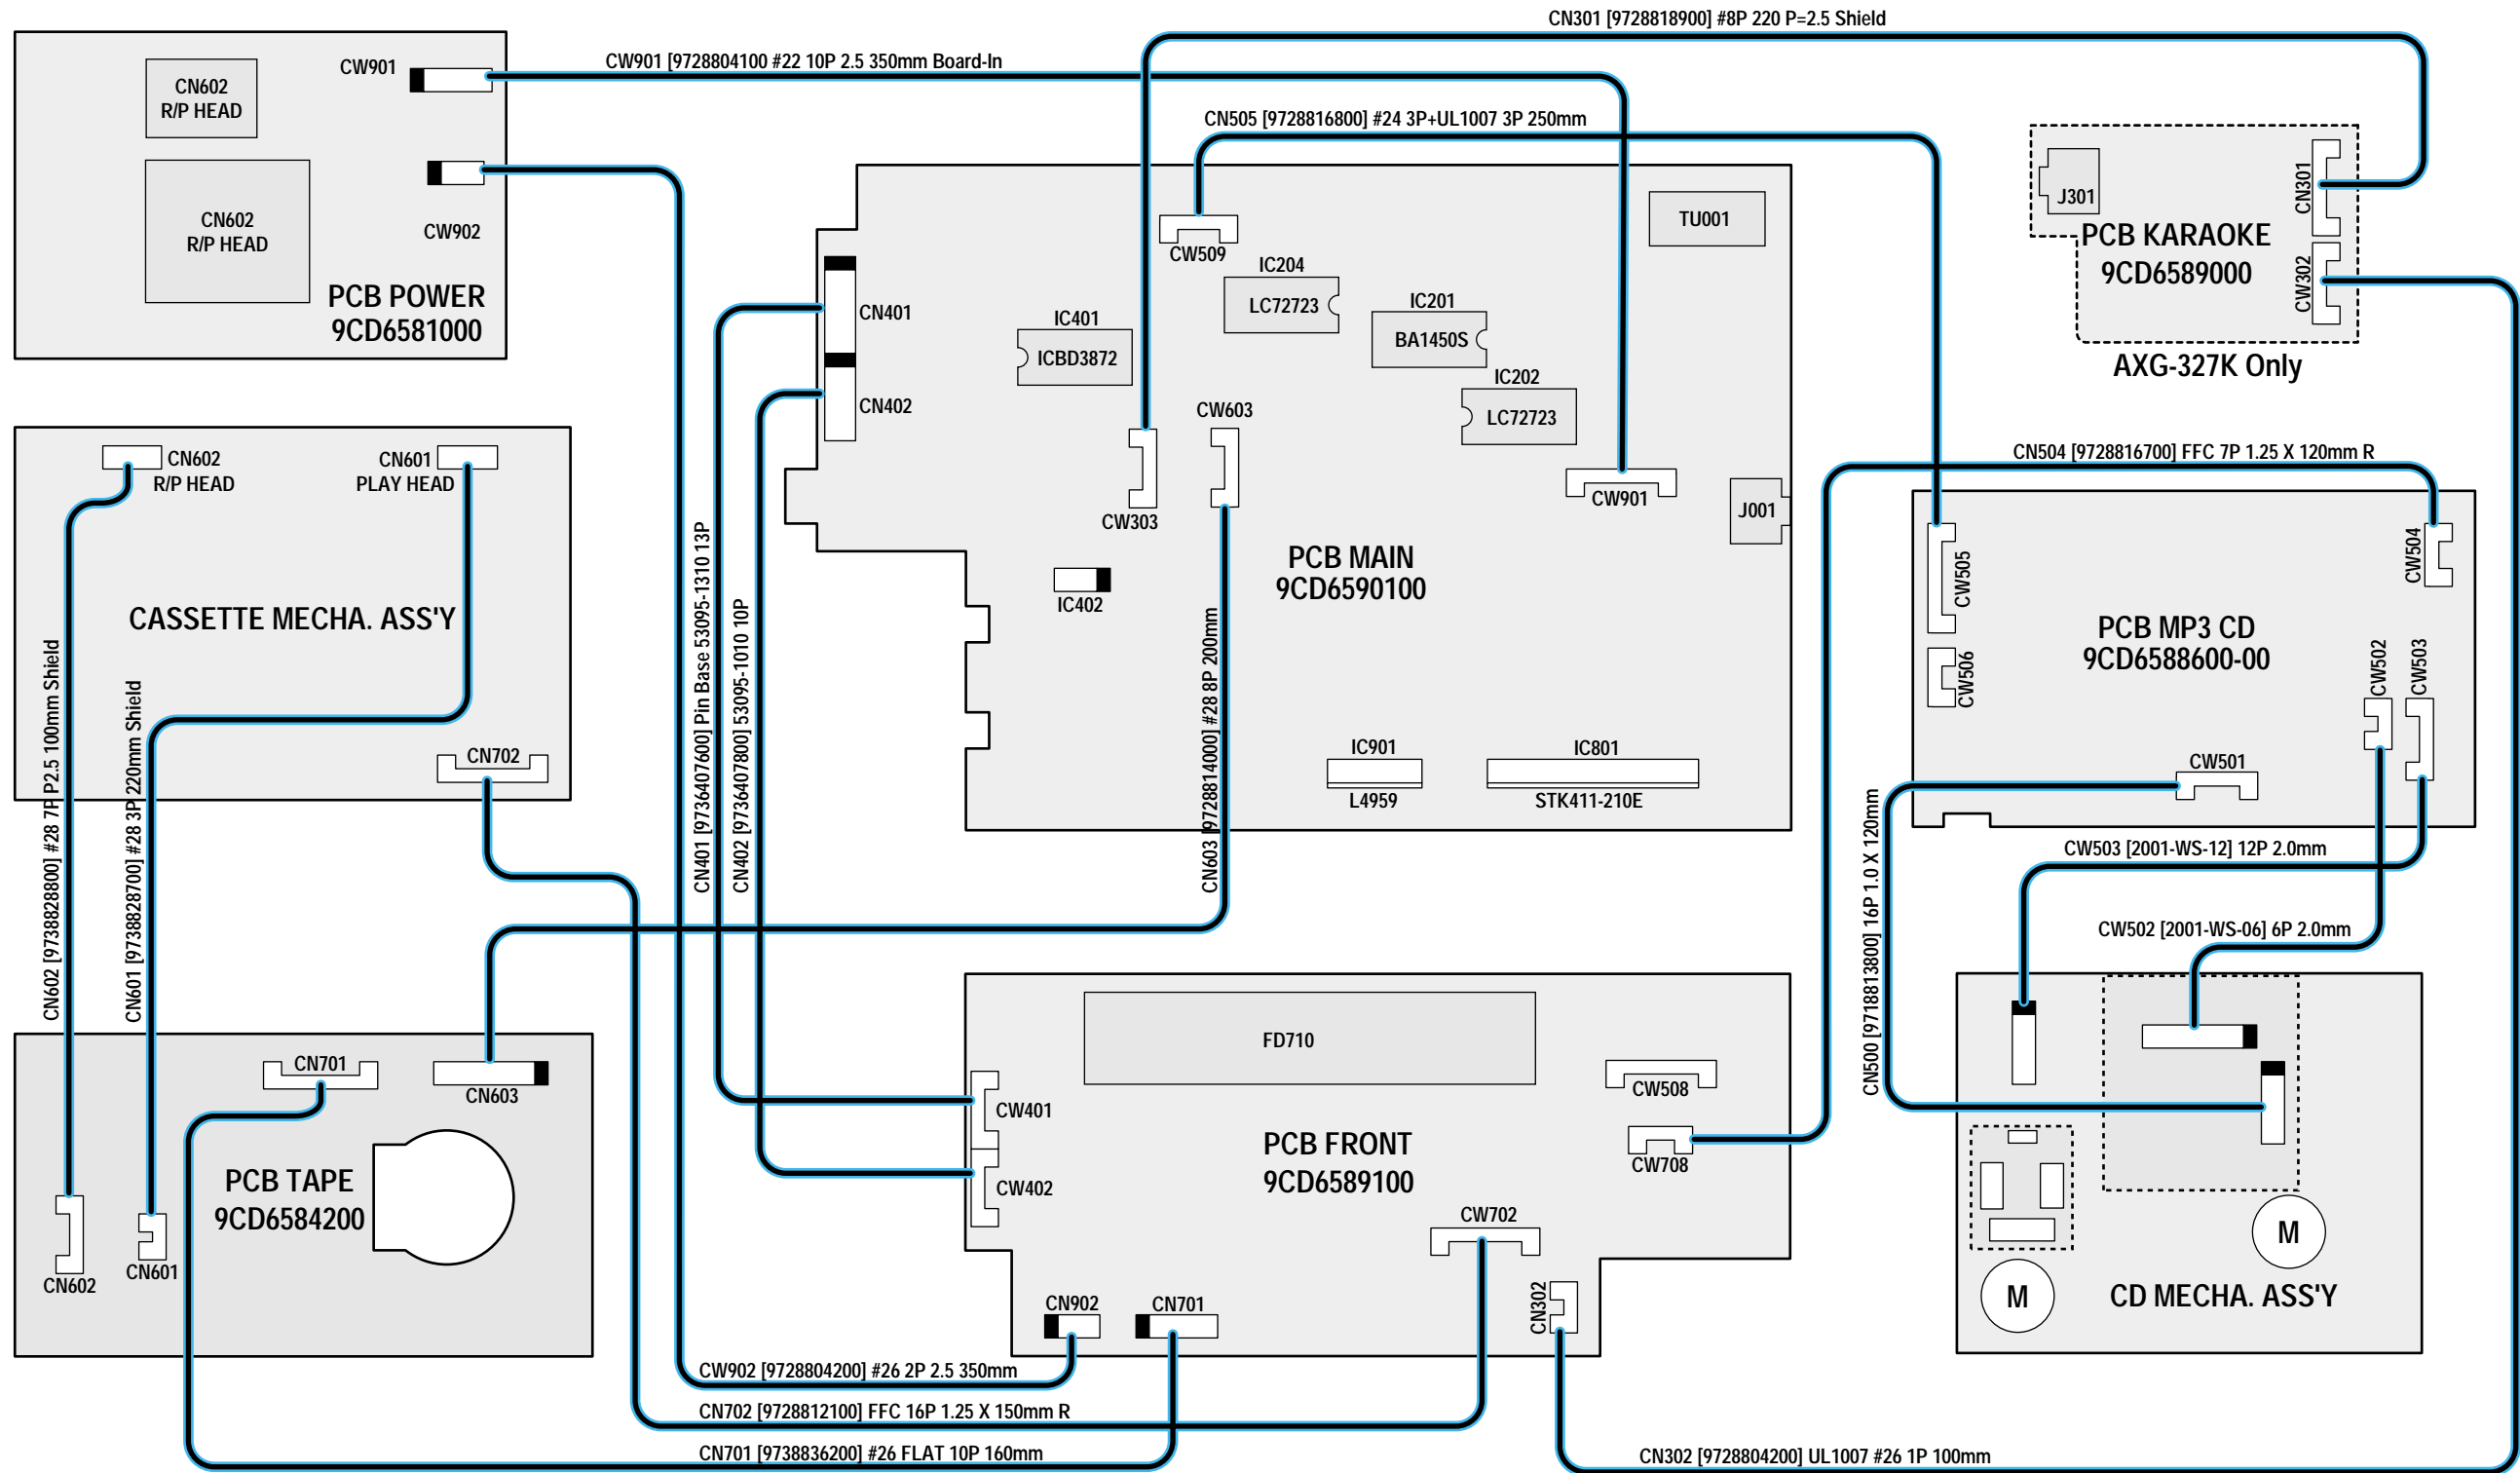 CN301 [9728818900] #8P 220 P=2.5 Shield
CW901 [9728804100 #22 10P 2.5 350mm Board-In
CN505 [9728816800] #24 3P+UL1007 3P 250mm
CN602
R/P HEAD
CW901
CN602
R/P HEAD
CW902
PCB POWER
9CD6581000
CW509
TU001
IC204
LC72723
IC201
BA1450S
IC401
ICBD3872
IC202
LC72723
CN401
CN402
CW603
CW303
CW901
J001
IC402
PCB MAIN
9CD6590100
IC901
L4959
IC801
STK411-210E
J301
CN301
CW302
PCB KARAOKE
9CD6589000
AXG-327K Only
CN602
R/P HEAD
CN601
PLAY HEAD
CASSETTE MECHA. ASS'Y
CN702
CN602 [9738828800] #28 7P P2.5 100mm Shield
CN601 [9738828700] #28 3P 220mm Shield
CN401 [9736407600] Pin Base 53095-1310 13P
CN402 [9736407800] 53095-1010 10P
CN603 [9728814000] #28 8P 200mm
CN504 [9728816700] FFC 7P 1.25 X 120mm R
CW505
CW504
CW506
CW502
CW503
CW501
PCB MP3 CD
9CD6588600-00
CW503 [2001-WS-12] 12P 2.0mm
CW502 [2001-WS-06] 6P 2.0mm
CN500 [9718813800] 16P 1.0 X 120mm
CN701
CN603
PCB TAPE
9CD6584200
CN602
CN601
FD710
CW401
CW402
CW508
CW708
PCB FRONT
9CD6589100
CW702
CN902
CN701
CN302
M
M
CD MECHA. ASS'Y
CW902 [9728804200] #26 2P 2.5 350mm
CN702 [9728812100] FFC 16P 1.25 X 150mm R
CN701 [9738836200] #26 FLAT 10P 160mm
CN302 [9728804200] UL1007 #26 1P 100mm